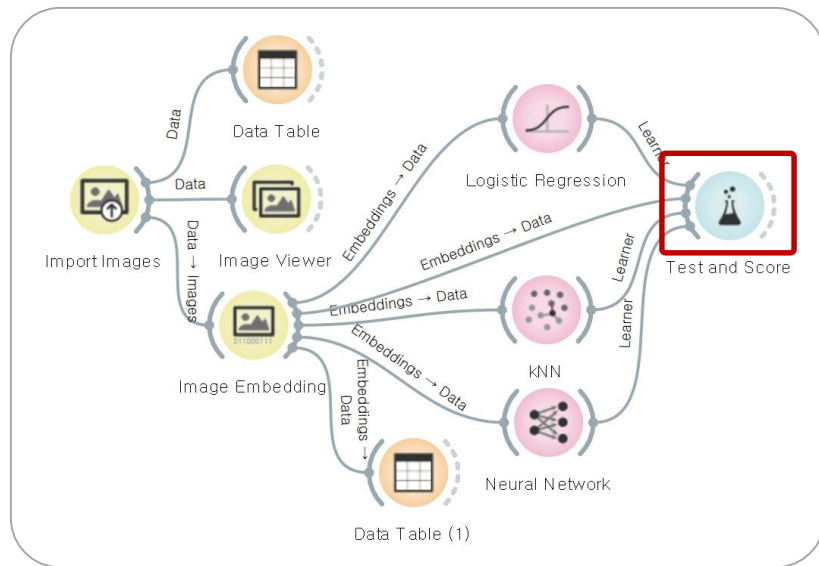 Data
Data Table
Data
Import Images
Image Viewer
Data → Images
Image Embedding
011000111
Embeddings → Data
Logistic Regression
Learner
Embeddings → Data
Test and Score
Embeddings → Data
kNN
Learner
Embeddings → Data
Neural Network
Learner
Embeddings →
Data
Data Table (1)